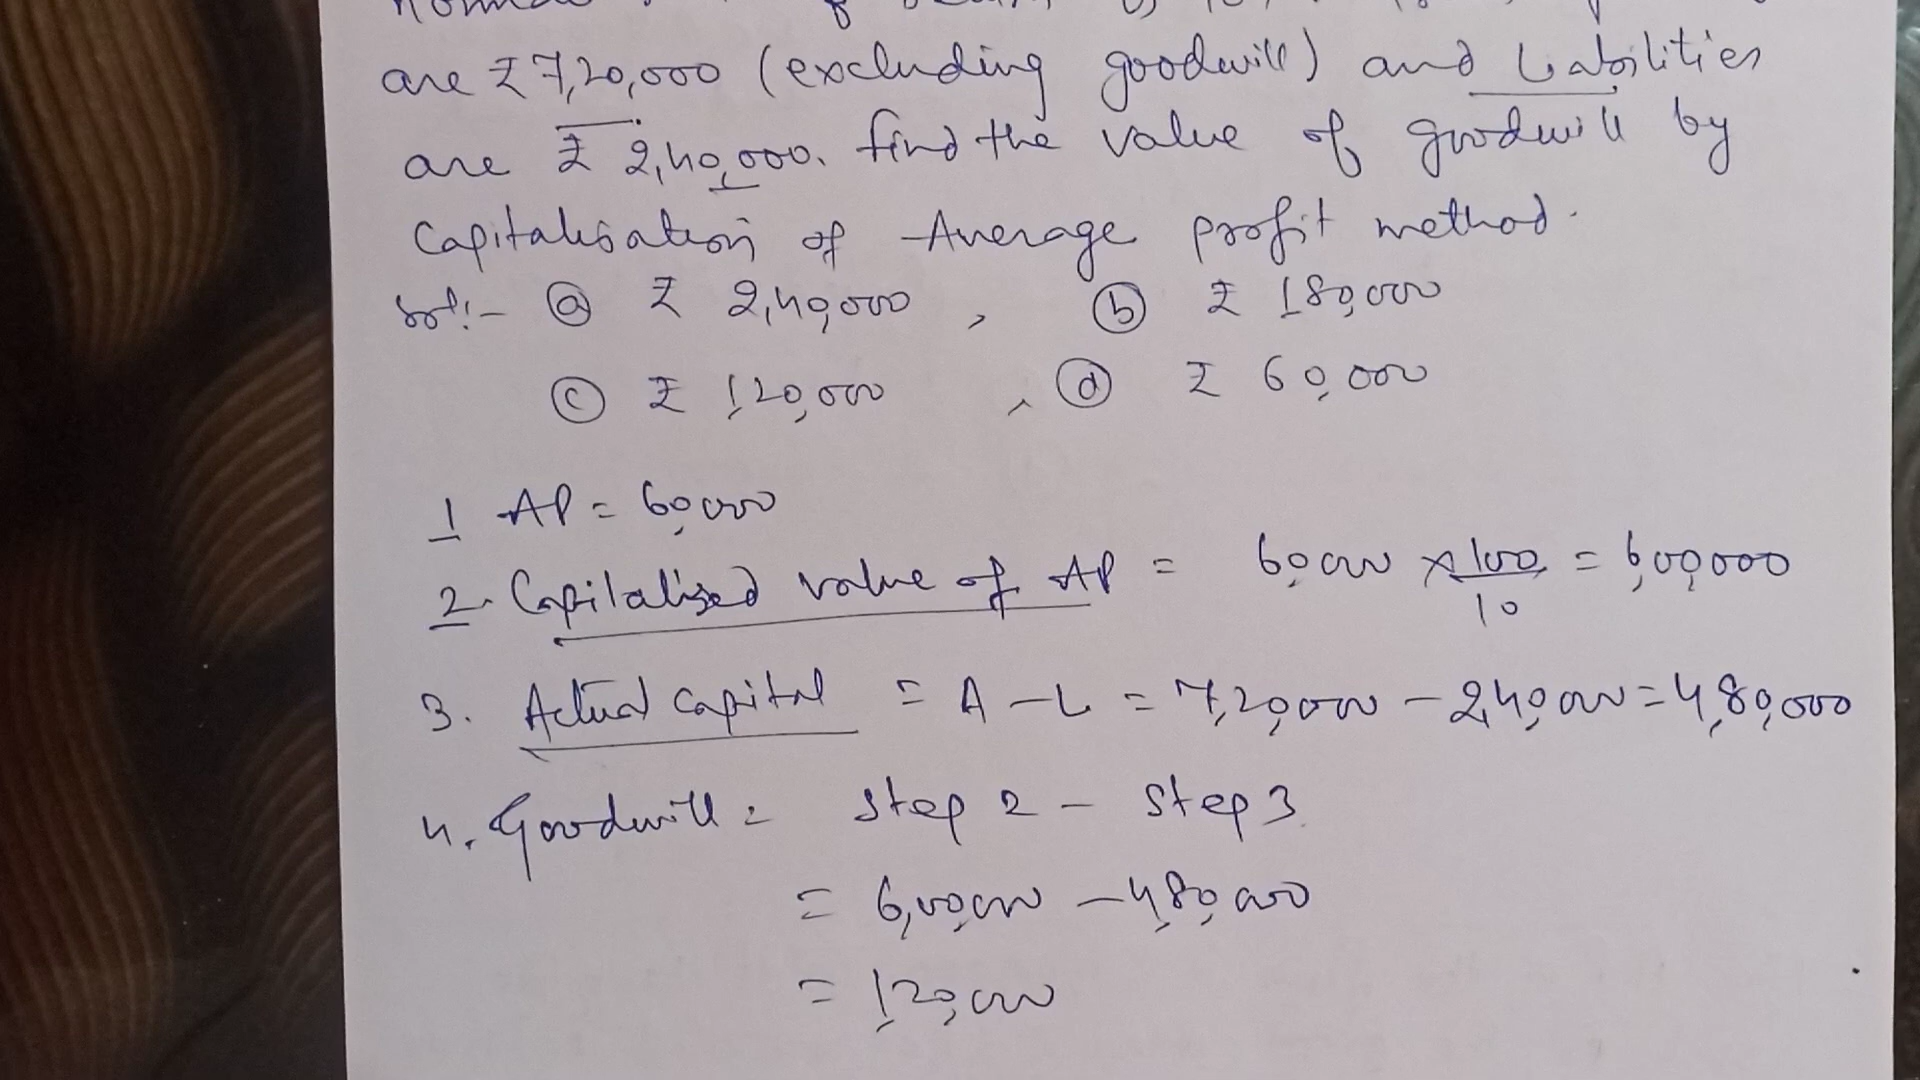 are ₹ 7,20,000 (excluding goodwill) and Liabilities
are ₹ 2,40,000. find the value of goodwill by
Capitalisation of Average profit method.
sol:- (a) ₹ 2,40,000 , (b) ₹ 1,80,000
(c) ₹ 1,20,000 , (d) ₹ 60,000
1 AP = 60,000
2. Capitalised value of AP = 60,000 × 100/10 = 6,00,000
3. Actual Capital = A - L = 7,20,000 - 2,40,000 = 4,80,000
4. Goodwill = step 2 - step 3
= 6,00,000 - 4,80,000
= 1,20,000